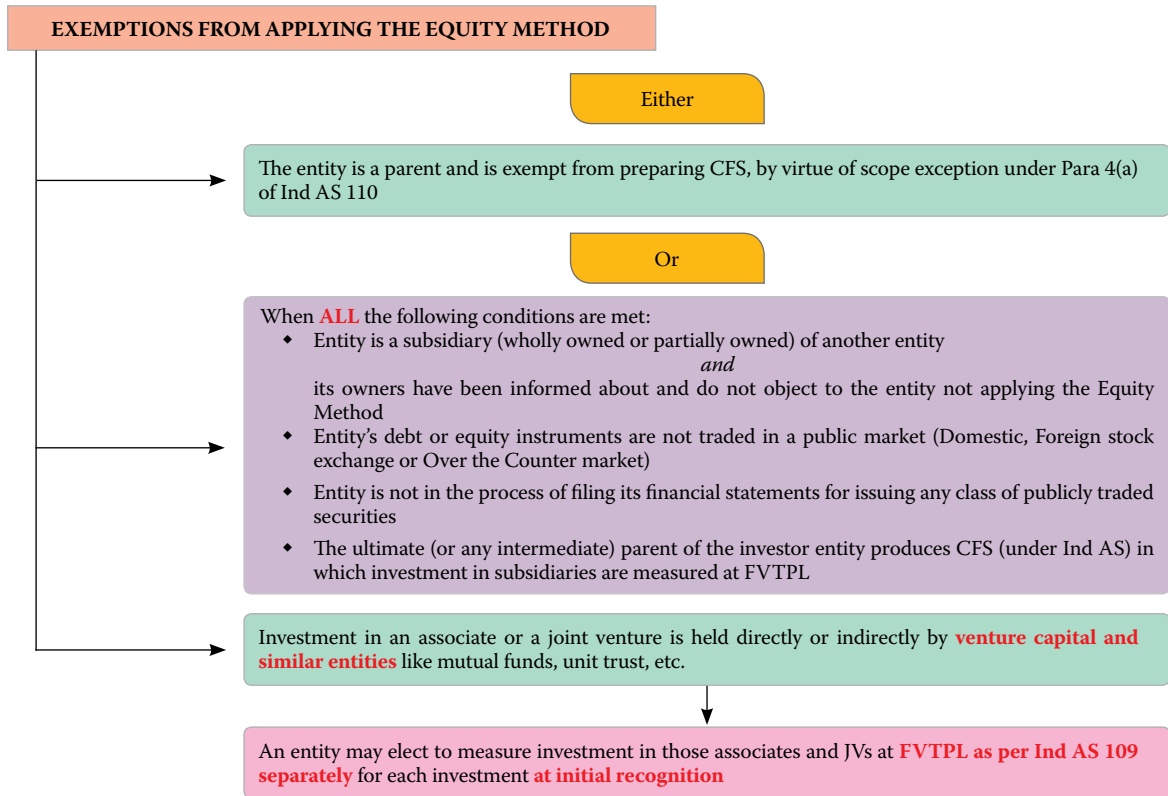 EXEMPTIONS FROM APPLYING THE EQUITY METHOD
Either
The entity is a parent and is exempt from preparing CFS, by virtue of scope exception under Para 4(a)
of Ind AS 110
Or
When ALL the following conditions are met:
◆ Entity is a subsidiary (wholly owned or partially owned) of another entity
and
its owners have been informed about and do not object to the entity not applying the Equity
Method
◆ Entity's debt or equity instruments are not traded in a public market (Domestic, Foreign stock
exchange or Over the Counter market)
◆ Entity is not in the process of filing its financial statements for issuing any class of publicly traded
securities
◆ The ultimate (or any intermediate) parent of the investor entity produces CFS (under Ind AS) in
which investment in subsidiaries are measured at FVTPL
Investment in an associate or a joint venture is held directly or indirectly by venture capital and
similar entities like mutual funds, unit trust, etc.
An entity may elect to measure investment in those associates and JVs at FVTPL as per Ind AS 109
separately for each investment at initial recognition